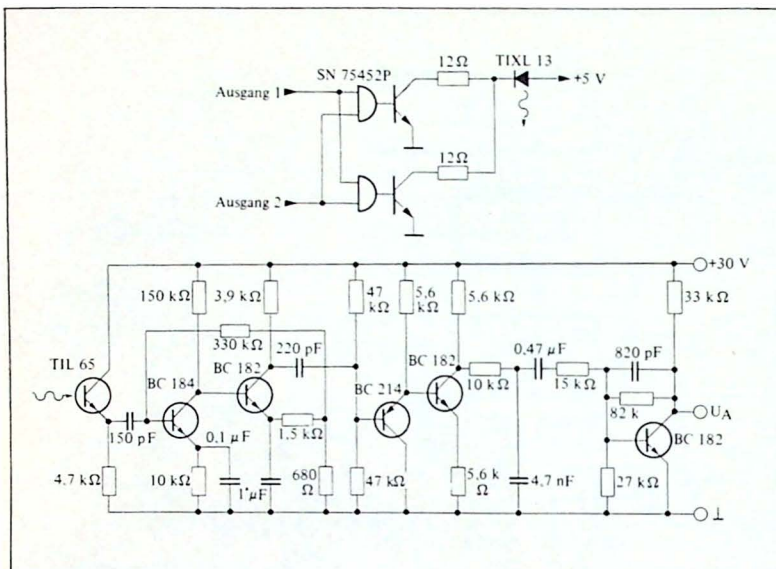 TIXL 13
SN 75452P
12Ω
+5 V
Ausgang 1
12Ω
Ausgang 2
+30 V
150 kΩ
3,9 kΩ
47
kΩ
5,6
kΩ
5.6 kΩ
33 kΩ
330 kΩ
TIL 65
BC 184
BC 182
220 pF
BC 214
BC 182
10 kΩ
0,47 μF
15 kΩ
820 pF
82 k
U_A
BC 182
150 pF
0.1 μF
1,5 kΩ
4.7 kΩ
10 kΩ
1 μF
680
Ω
47 kΩ
5,6 k
Ω
4,7 nF
27 kΩ
⊥